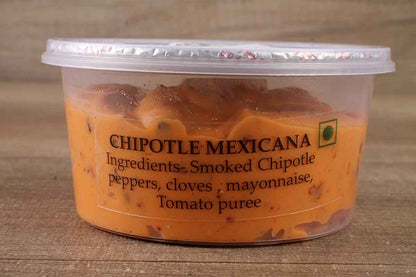 CHIPOTLE MEXICANA
Ingredients- Smoked Chipotle
peppers, cloves , mayonnaise,
Tomato puree